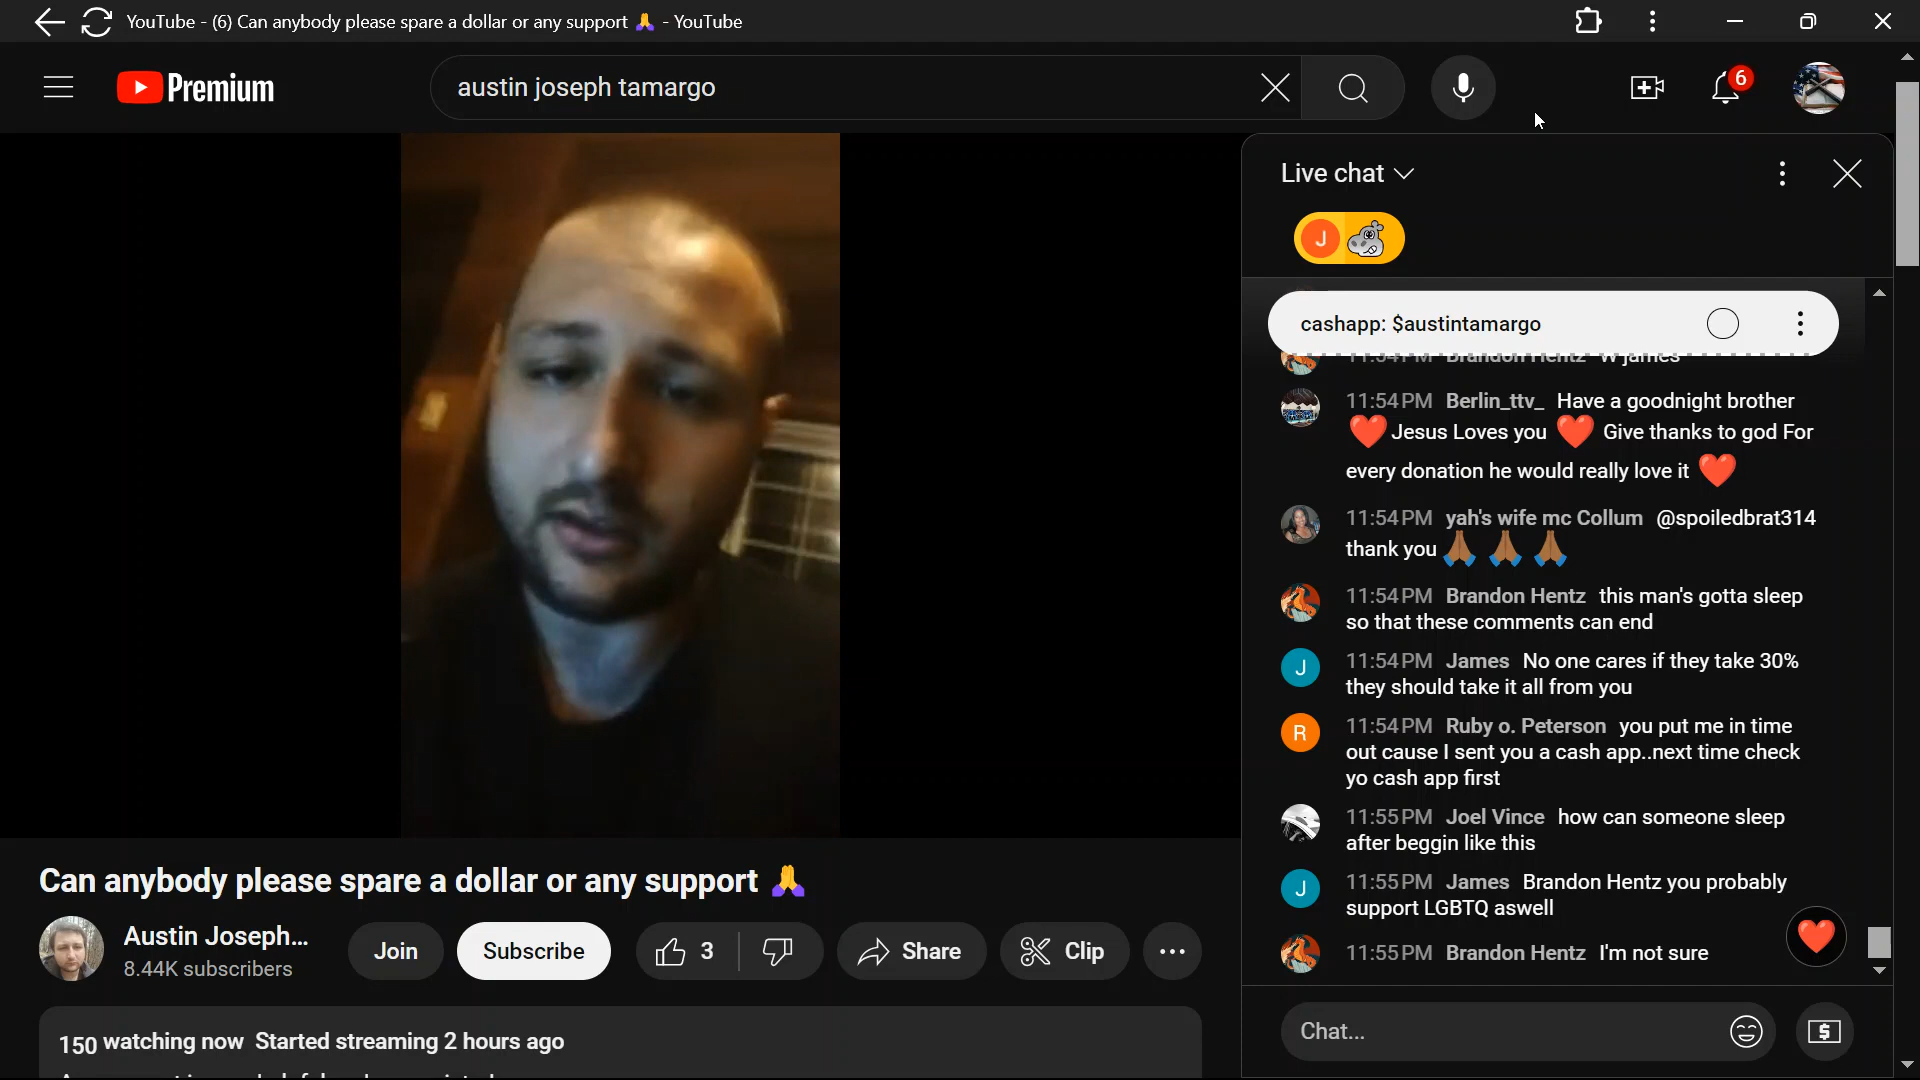 YouTube - (6) Can anybody please spare a dollar or any support 🙏 - YouTube
Premium
austin joseph tamargo
6
Live chat
J
cashapp: $austintamargo
11:54PM Brandon Hentz W james
11:54PM Berlin_ttv_ Have a goodnight brother
❤️Jesus Loves you ❤️ Give thanks to god For
every donation he would really love it ❤️
11:54PM yah's wife mc Collum @spoiledbrat314
thank you🙏🏾🙏🏾🙏🏾
11:54PM Brandon Hentz this man's gotta sleep
so that these comments can end
J
11:54PM James No one cares if they take 30%
they should take it all from you
R
11:54PM Ruby o. Peterson you put me in time
out cause I sent you a cash app..next time check
yo cash app first
11:55PM Joel Vince how can someone sleep
after beggin like this
J
11:55PM James Brandon Hentz you probably
support LGBTQ aswell
11:55PM Brandon Hentz I'm not sure
Chat...
Can anybody please spare a dollar or any support 🙏
Austin Joseph...
8.44K subscribers
Join
Subscribe
3
Share
Clip
150 watching now Started streaming 2 hours ago